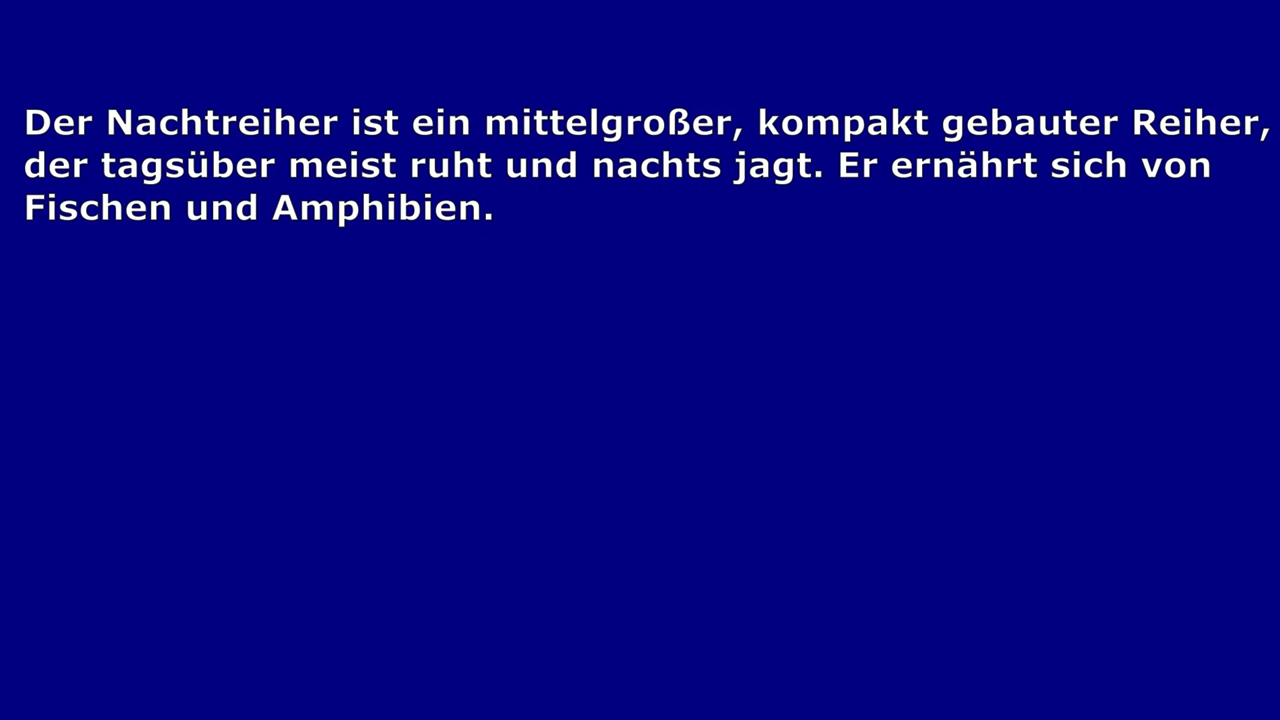 Der Nachtreiher ist ein mittelgroßer, kompakt gebauter Reiher,
der tagsüber meist ruht und nachts jagt. Er ernährt sich von
Fischen und Amphibien.